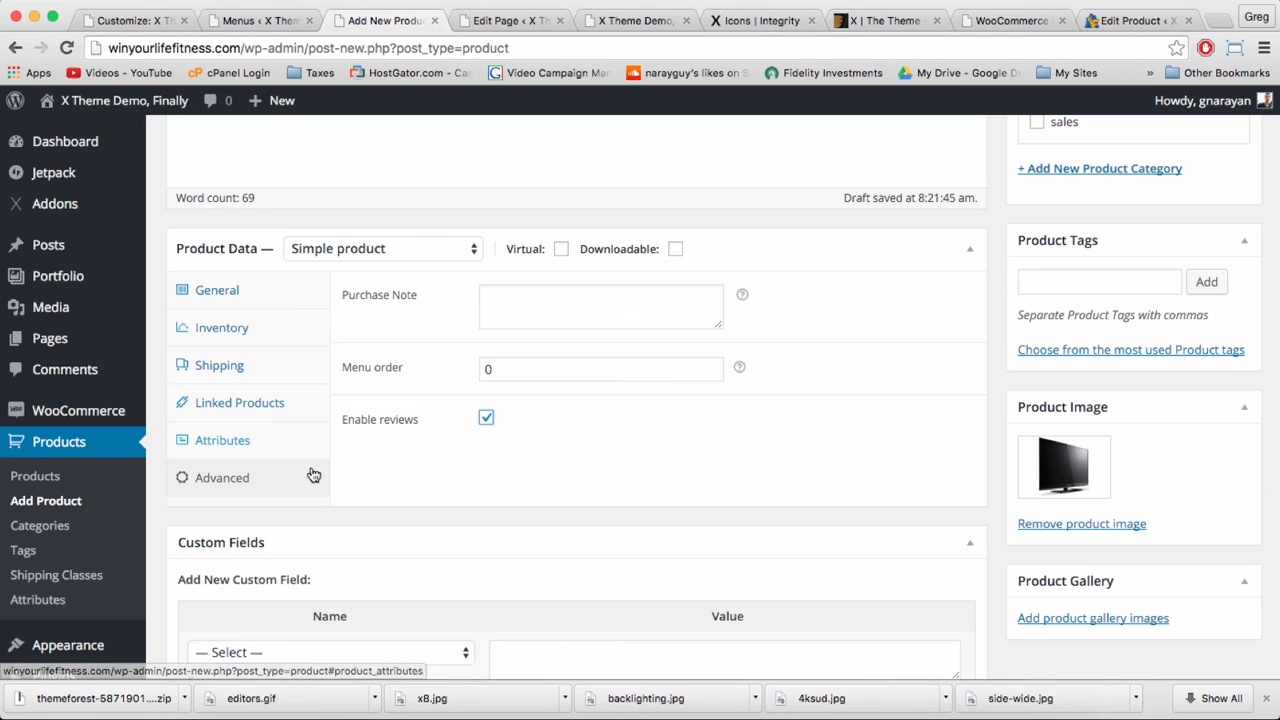 Customize: X T
Menus ‹ X Them
Add New Produc
Edit Page ‹ X Th
X Theme Demo,
Icons | Integrity
X | The Theme
WooCommerce
Edit Product ‹ X
Greg
winyourlifefitness.com/wp-admin/post-new.php?post_type=product
Apps
Videos - YouTube
cPanel Login
Taxes
HostGator.com - Can
Video Campaign Ma
narayguy's likes on S
Fidelity Investments
My Drive - Google D
My Sites
»
Other Bookmarks
X Theme Demo, Finally
0
+ New
Howdy, gnarayan
Dashboard
Jetpack
Addons
Posts
Portfolio
Media
Pages
Comments
WooCommerce
Products
Products
Add Product
Categories
Tags
Shipping Classes
Attributes
Appearance
Word count: 69
Draft saved at 8:21:45 am.
Product Data —
Simple product
Virtual:
Downloadable:
General
Inventory
Shipping
Linked Products
Attributes
Advanced
Purchase Note
Menu order
0
Enable reviews
Custom Fields
Add New Custom Field:
Name
Value
— Select —
sales
+ Add New Product Category
Product Tags
Add
Separate Product Tags with commas
Choose from the most used Product tags
Product Image
Remove product image
Product Gallery
Add product gallery images
winyourlifefitness.com/wp-admin/post-new.php?post_type=product#product_attributes
themeforest-5871901....zip
editors.gif
x8.jpg
backlighting.jpg
4ksud.jpg
side-wide.jpg
Show All